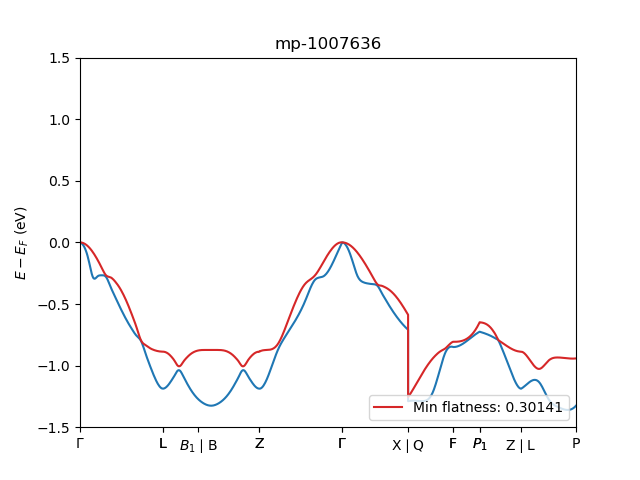 mp-1007636
1.5
1.0
0.5
0.0
−0.5
−1.0
−1.5
E − E_F (eV)
Min flatness: 0.30141
Γ L B₁ | B Z Γ X | Q F P₁ Z | L P